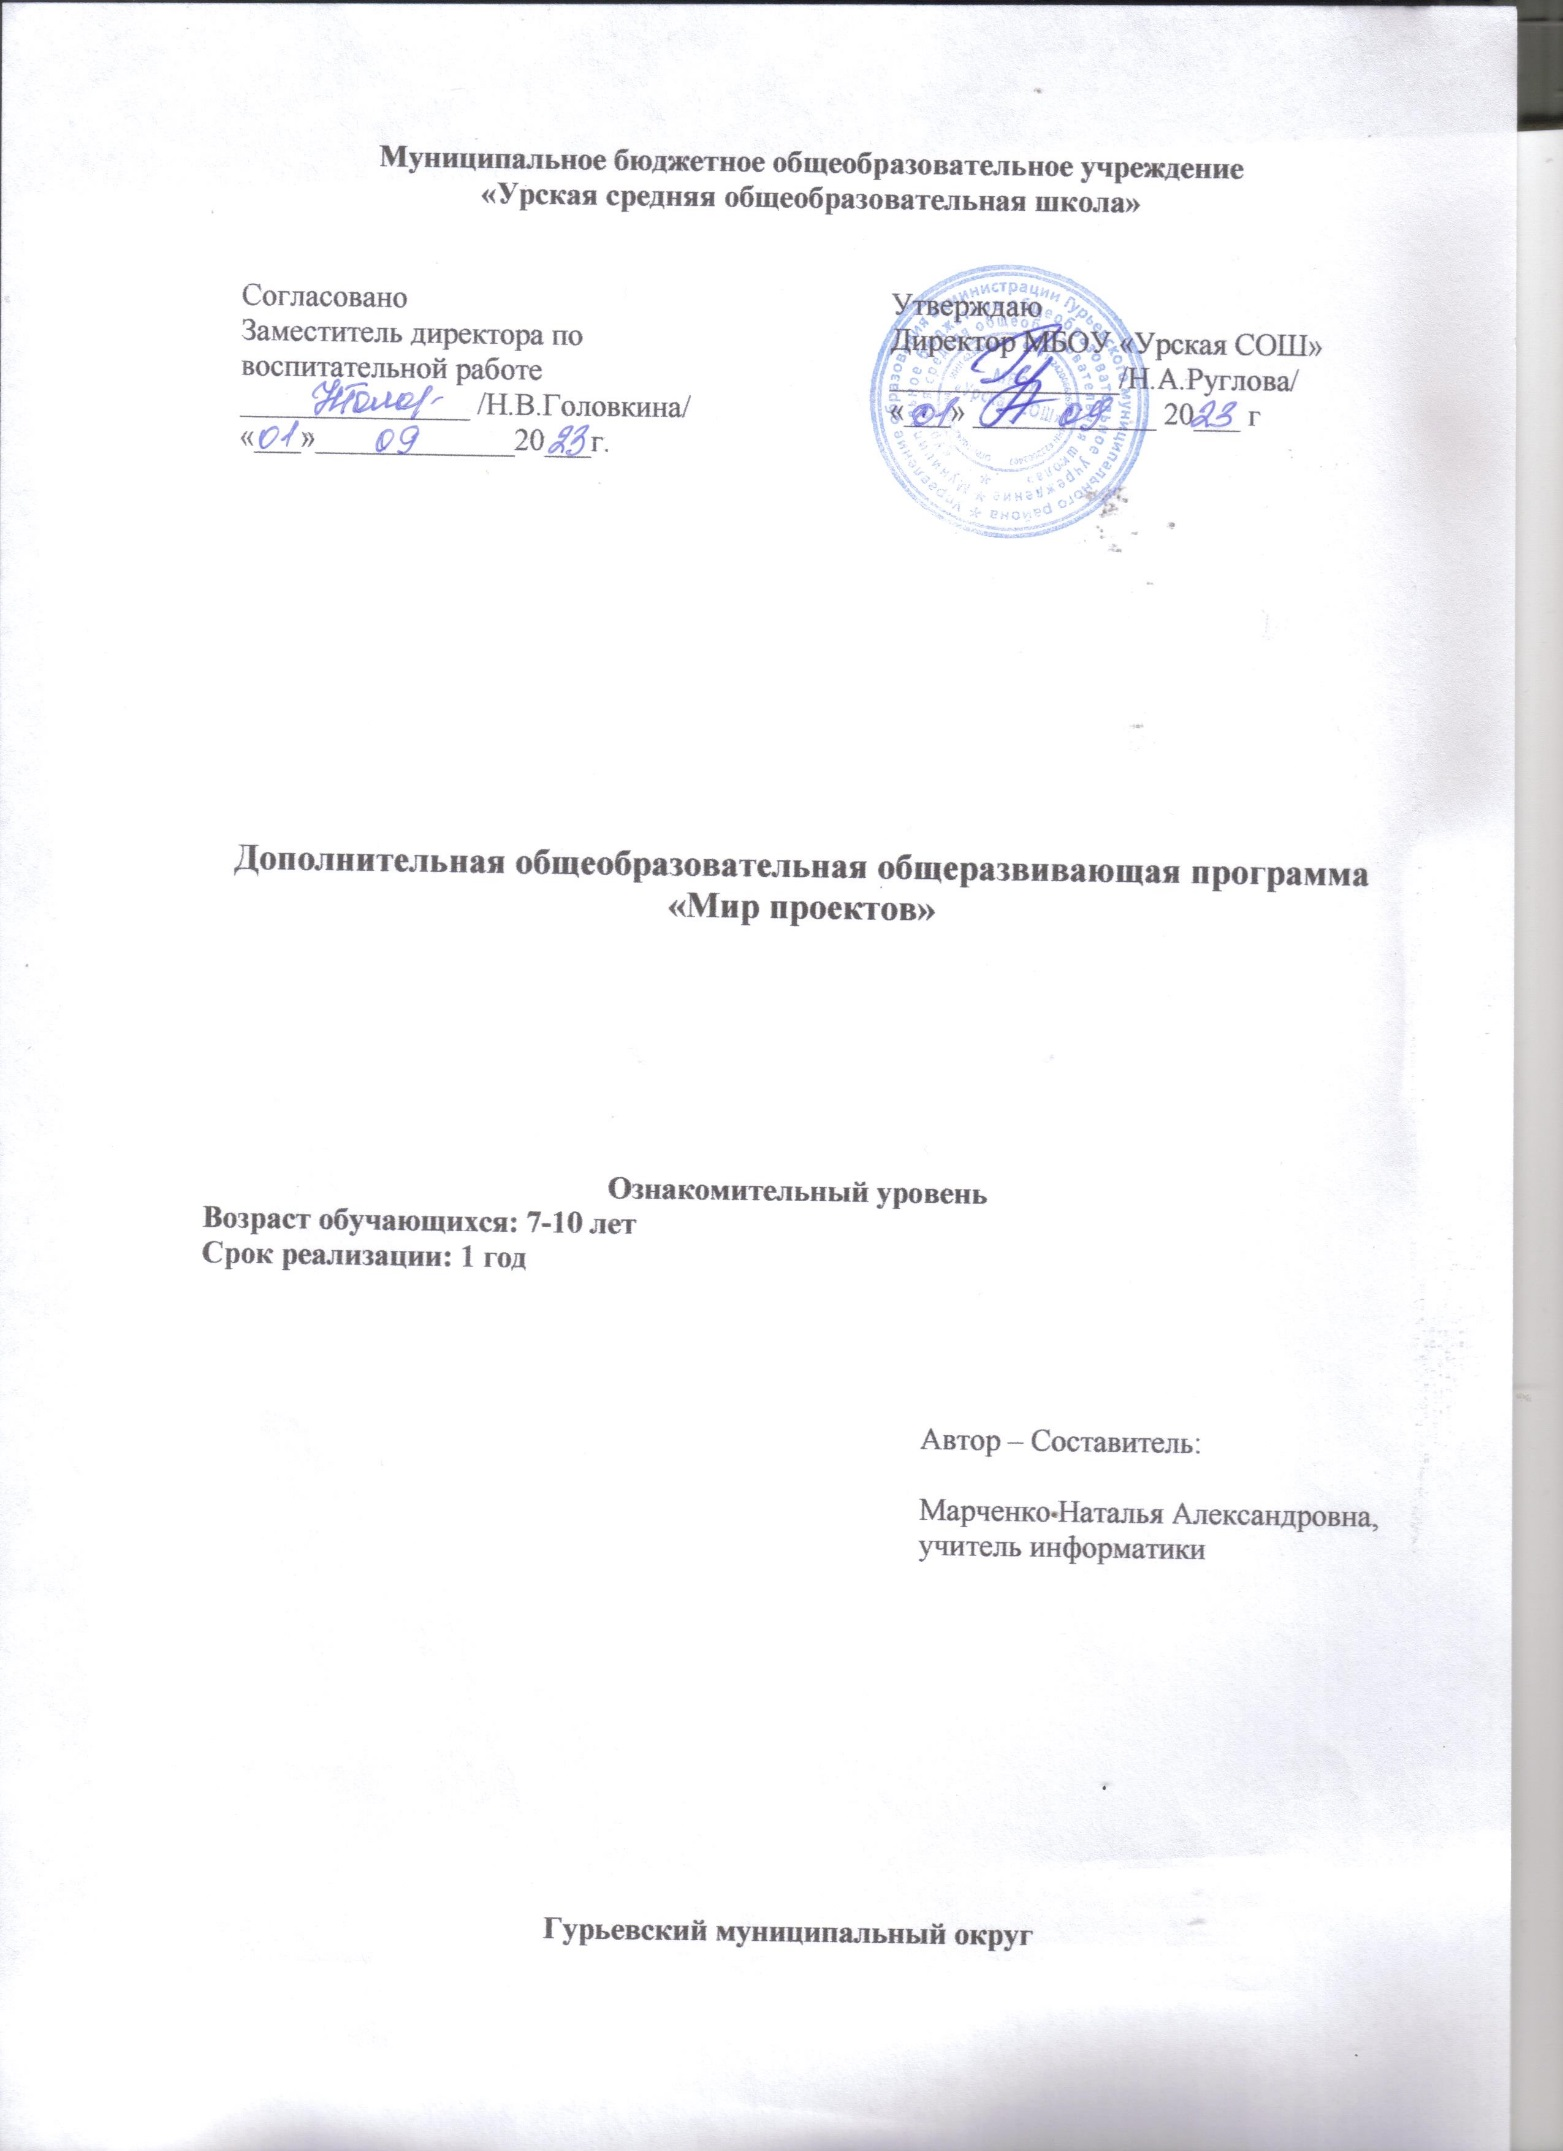 Муниципальное бюджетное общеобразовательное учреждение
«Урская средняя общеобразовательная школа»
Согласовано
Заместитель директора по
воспитательной работе
/Н.В.Головкина/
«01» 09 2023г.
Утверждаю
Директор МБОУ «Урская СОШ»
/Н.А.Руглова/
«01» 09 2023 г
Дополнительная общеобразовательная общеразвивающая программа
«Мир проектов»
Ознакомительный уровень
Возраст обучающихся: 7-10 лет
Срок реализации: 1 год
Автор – Составитель:
Марченко Наталья Александровна,
учитель информатики
Гурьевский муниципальный округ